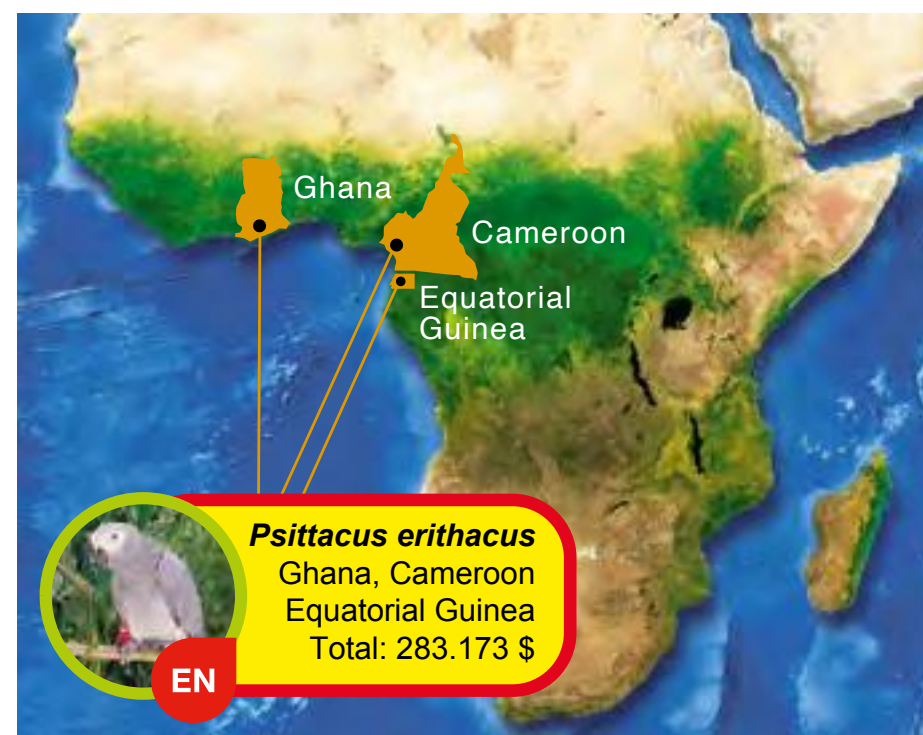 Ghana
Cameroon
Equatorial
Guinea
Psittacus erithacus
Ghana, Cameroon
Equatorial Guinea
Total: 283.173 $
EN